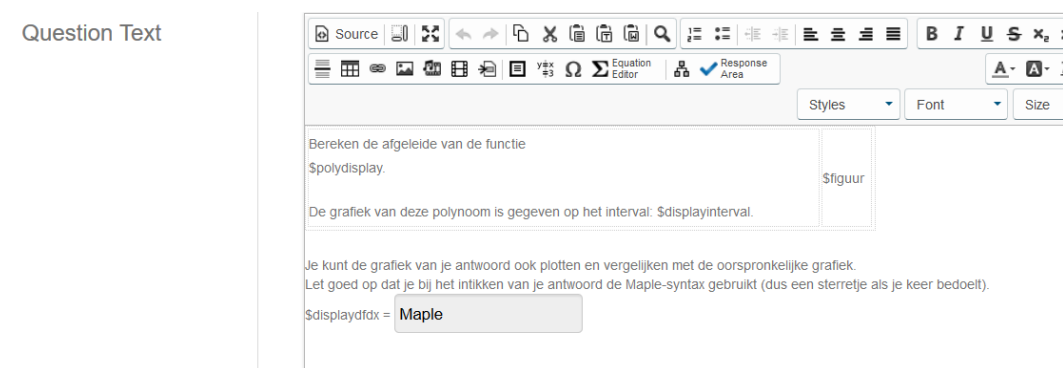 Question Text
Source
B I U S x₂
Equation Editor
Response Area
A A
Styles Font Size
Bereken de afgeleide van de functie
$polydisplay.
$figuur
De grafiek van deze polynoom is gegeven op het interval: $displayinterval.
Je kunt de grafiek van je antwoord ook plotten en vergelijken met de oorspronkelijke grafiek.
Let goed op dat je bij het intikken van je antwoord de Maple-syntax gebruikt (dus een sterretje als je keer bedoelt).
$displaydfdx = Maple